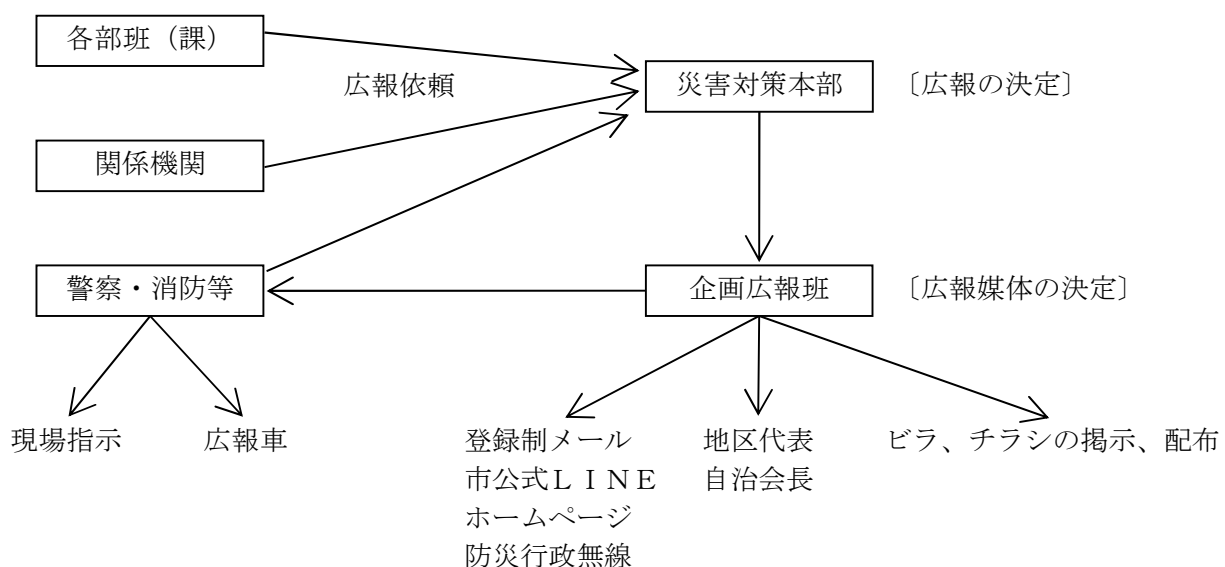 各部班（課）
広報依頼
災害対策本部
〔広報の決定〕
関係機関
警察・消防等
企画広報班
〔広報媒体の決定〕
現場指示
広報車
登録制メール
市公式ＬＩＮＥ
ホームページ
防災行政無線
地区代表
自治会長
ビラ、チラシの掲示、配布